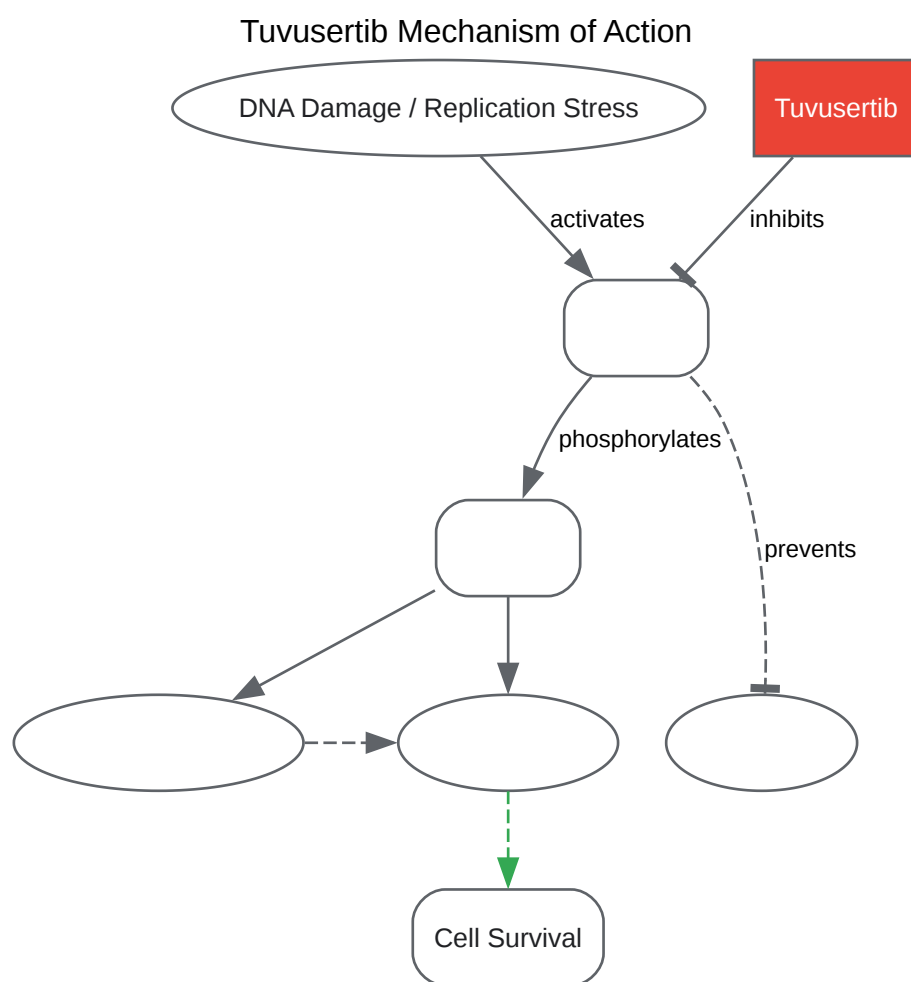 Tuvusertib Mechanism of Action
DNA Damage / Replication Stress
Tuvusertib
activates
inhibits
phosphorylates
prevents
Cell Survival